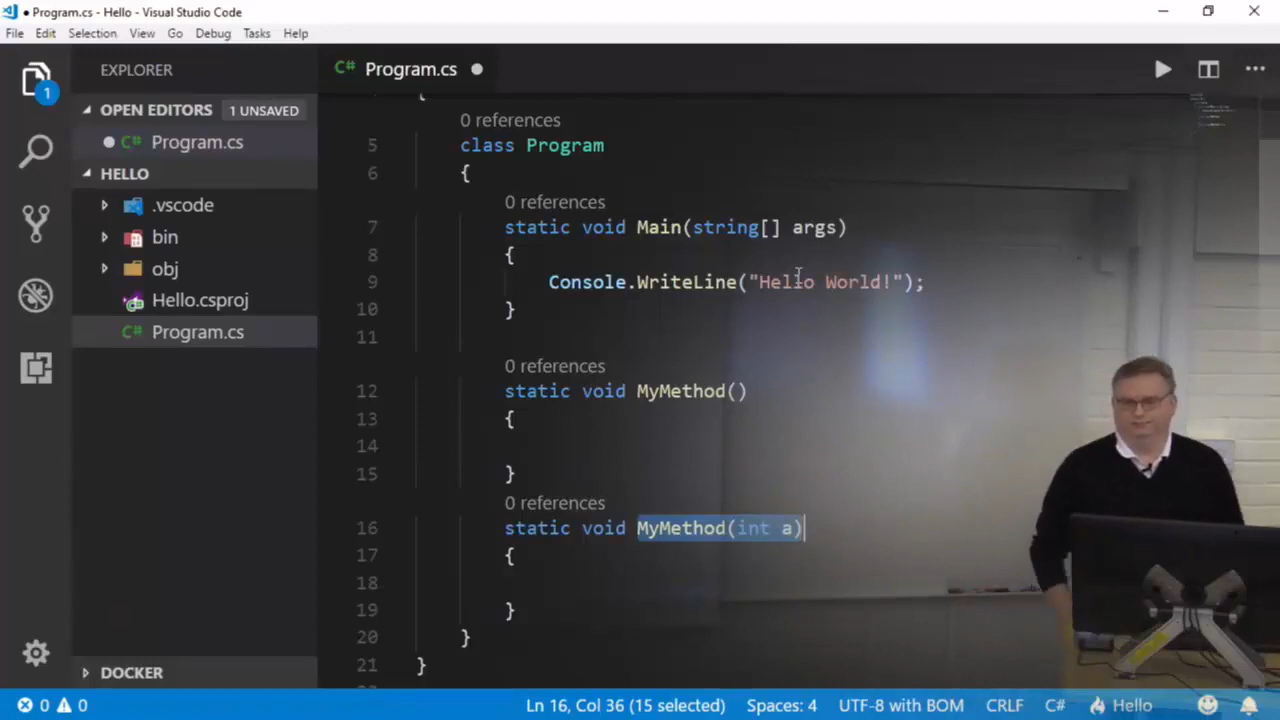 ● Program.cs - Hello - Visual Studio Code
File Edit Selection View Go Debug Tasks Help
EXPLORER
C# Program.cs ●
1
OPEN EDITORS 1 UNSAVED
● C# Program.cs
HELLO
.vscode
bin
obj
Hello.csproj
C# Program.cs
DOCKER
{
0 references
5 class Program
6 {
0 references
7 static void Main(string[] args)
8 {
9 Console.WriteLine("Hello World!");
10 }
11
0 references
12 static void MyMethod()
13 {
14
15 }
0 references
16 static void MyMethod(int a)
17 {
18
19 }
20 }
21 }
0 0 Ln 16, Col 36 (15 selected) Spaces: 4 UTF-8 with BOM CRLF C# Hello